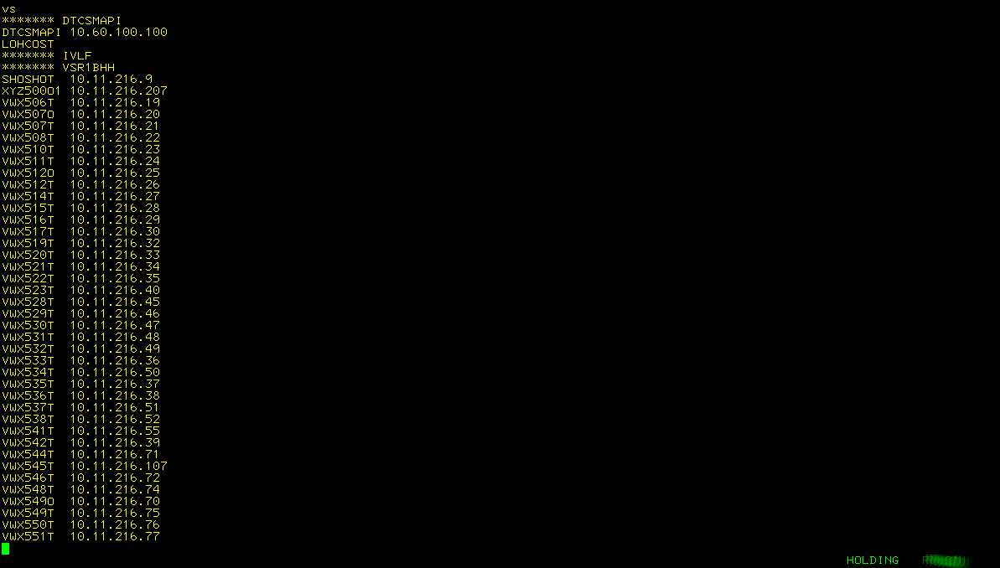 vs
******* DTCSMAPI
DTCSMAPI 10.60.100.100
LOHCOST
******* IVLF
******* VSR1BHH
SHOSHOT  10.11.216.9
XYZ50001 10.11.216.207
VWX506T  10.11.216.19
VWX507O  10.11.216.20
VWX507T  10.11.216.21
VWX508T  10.11.216.22
VWX510T  10.11.216.23
VWX511T  10.11.216.24
VWX512O  10.11.216.25
VWX512T  10.11.216.26
VWX514T  10.11.216.27
VWX515T  10.11.216.28
VWX516T  10.11.216.29
VWX517T  10.11.216.30
VWX519T  10.11.216.32
VWX520T  10.11.216.33
VWX521T  10.11.216.34
VWX522T  10.11.216.35
VWX523T  10.11.216.40
VWX528T  10.11.216.45
VWX529T  10.11.216.46
VWX530T  10.11.216.47
VWX531T  10.11.216.48
VWX532T  10.11.216.49
VWX533T  10.11.216.36
VWX534T  10.11.216.50
VWX535T  10.11.216.37
VWX536T  10.11.216.38
VWX537T  10.11.216.51
VWX538T  10.11.216.52
VWX541T  10.11.216.55
VWX542T  10.11.216.39
VWX544T  10.11.216.71
VWX545T  10.11.216.107
VWX546T  10.11.216.72
VWX548T  10.11.216.74
VWX549O  10.11.216.70
VWX549T  10.11.216.75
VWX550T  10.11.216.76
VWX551T  10.11.216.77
HOLDING